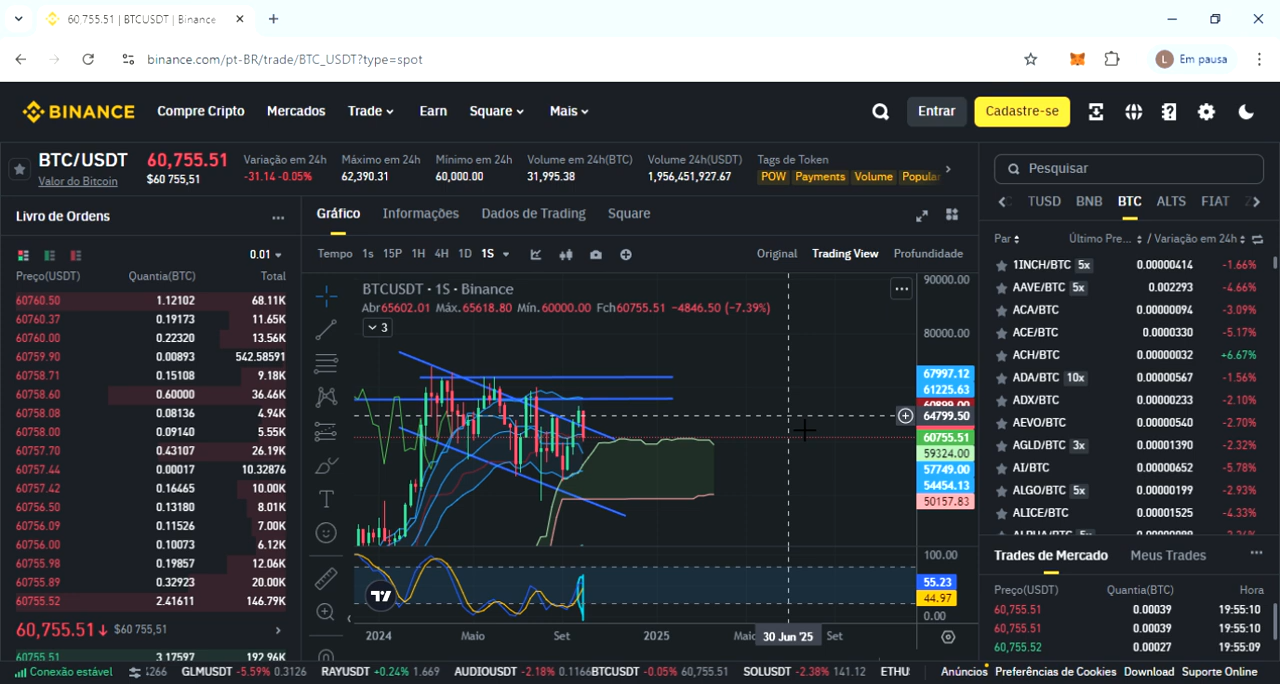 60,755.51 | BTCUSDT | Binance
binance.com/pt-BR/trade/BTC_USDT?type=spot
L Em pausa
BINANCE Compre Cripto Mercados Trade Earn Square Mais Entrar Cadastre-se
BTC/USDT 60,755.51 Variação em 24h Máximo em 24h Mínimo em 24h Volume em 24h(BTC) Volume 24h(USDT) Tags de Token
Valor do Bitcoin $60 755,51 -31.14 -0.05% 62,390.31 60,000.00 31,995.38 1,956,451,927.67 POW Payments Volume Popular
Livro de Ordens
0.01
Preço(USDT) Quantia(BTC) Total
60760.50 1.12102 68.11K
60760.37 0.19173 11.65K
60760.00 0.22320 13.56K
60759.90 0.00893 542.58591
60758.71 0.15108 9.18K
60758.60 0.60000 36.46K
60758.08 0.08136 4.94K
60758.00 0.09140 5.55K
60757.73 0.43107 26.19K
60757.44 0.00017 10.32876
60757.42 0.16465 10.00K
60756.50 0.13180 8.01K
60756.09 0.11526 7.00K
60756.00 0.10073 6.12K
60755.98 0.19857 12.06K
60755.89 0.32923 20.00K
60755.52 2.41611 146.79K
60,755.51 $60 755,51
60755.51 3.17597 192.96K
Gráfico Informações Dados de Trading Square
Tempo 1s 15P 1H 4H 1D 1S Original Trading View Profundidade
BTCUSDT · 1S · Binance
Abr65602.01 Máx.65618.80 Mín.60000.00 Fch60755.51 -4846.50 (-7.39%)
3
90000.00
80000.00
67997.12
61225.63
60899.00
64799.50
60755.51
59324.00
57749.00
54454.13
50157.83
100.00
55.23
44.97
0.00
2024 Maio Set 2025 Maio 30 Jun '25 Set
Pesquisar
TUSD BNB BTC ALTS FIAT
Par Último Pre... / Variação em 24h
1INCH/BTC 5x 0.00000414 -1.66%
AAVE/BTC 5x 0.002293 -4.66%
ACA/BTC 0.00000094 -3.09%
ACE/BTC 0.0000330 -5.17%
ACH/BTC 0.00000032 +6.67%
ADA/BTC 10x 0.00000567 -1.56%
ADX/BTC 0.00000233 -2.10%
AEVO/BTC 0.00000540 -2.70%
AGLD/BTC 3x 0.00001390 -2.32%
AI/BTC 0.00000652 -5.78%
ALGO/BTC 5x 0.00000199 -2.93%
ALICE/BTC 0.00001525 -4.33%
Trades de Mercado Meus Trades
Preço(USDT) Quantia(BTC) Hora
60,755.51 0.00039 19:55:10
60,755.51 0.00039 19:55:10
60,755.52 0.00027 19:55:09
Conexão estável GLMUSDT -5.59% 0.3126 RAYUSDT +0.24% 1.669 AUDIOUSDT -2.18% 0.1166 BTCUSDT -0.05% 60,755.51 SOLUSDT -2.38% 141.12 Anúncios Preferências de Cookies Download Suporte Online